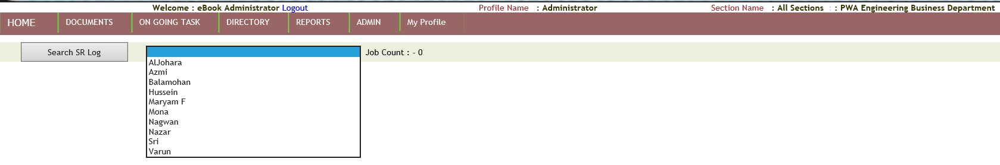 Welcome : eBook Administrator Logout Profile Name : Administrator Section Name : All Sections : : PWA Engineering Business Department
HOME DOCUMENTS ON GOING TASK DIRECTORY REPORTS ADMIN My Profile
Search SR Log Job Count : - 0
AlJohara
Azmi
Balamohan
Hussein
Maryam F
Mona
Nagwan
Nazar
Sri
Varun